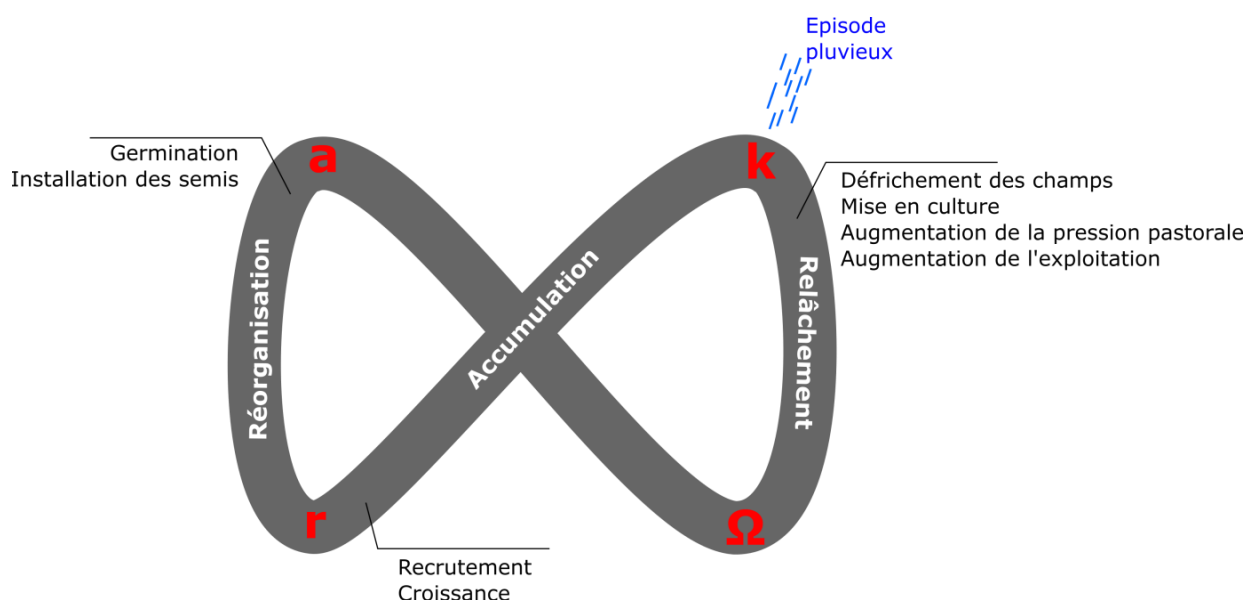 Episode
pluvieux
a
k
Germination
Installation des semis
Défrichement des champs
Mise en culture
Augmentation de la pression pastorale
Augmentation de l'exploitation
Réorganisation
Accumulation
Relâchement
r
Ω
Recrutement
Croissance